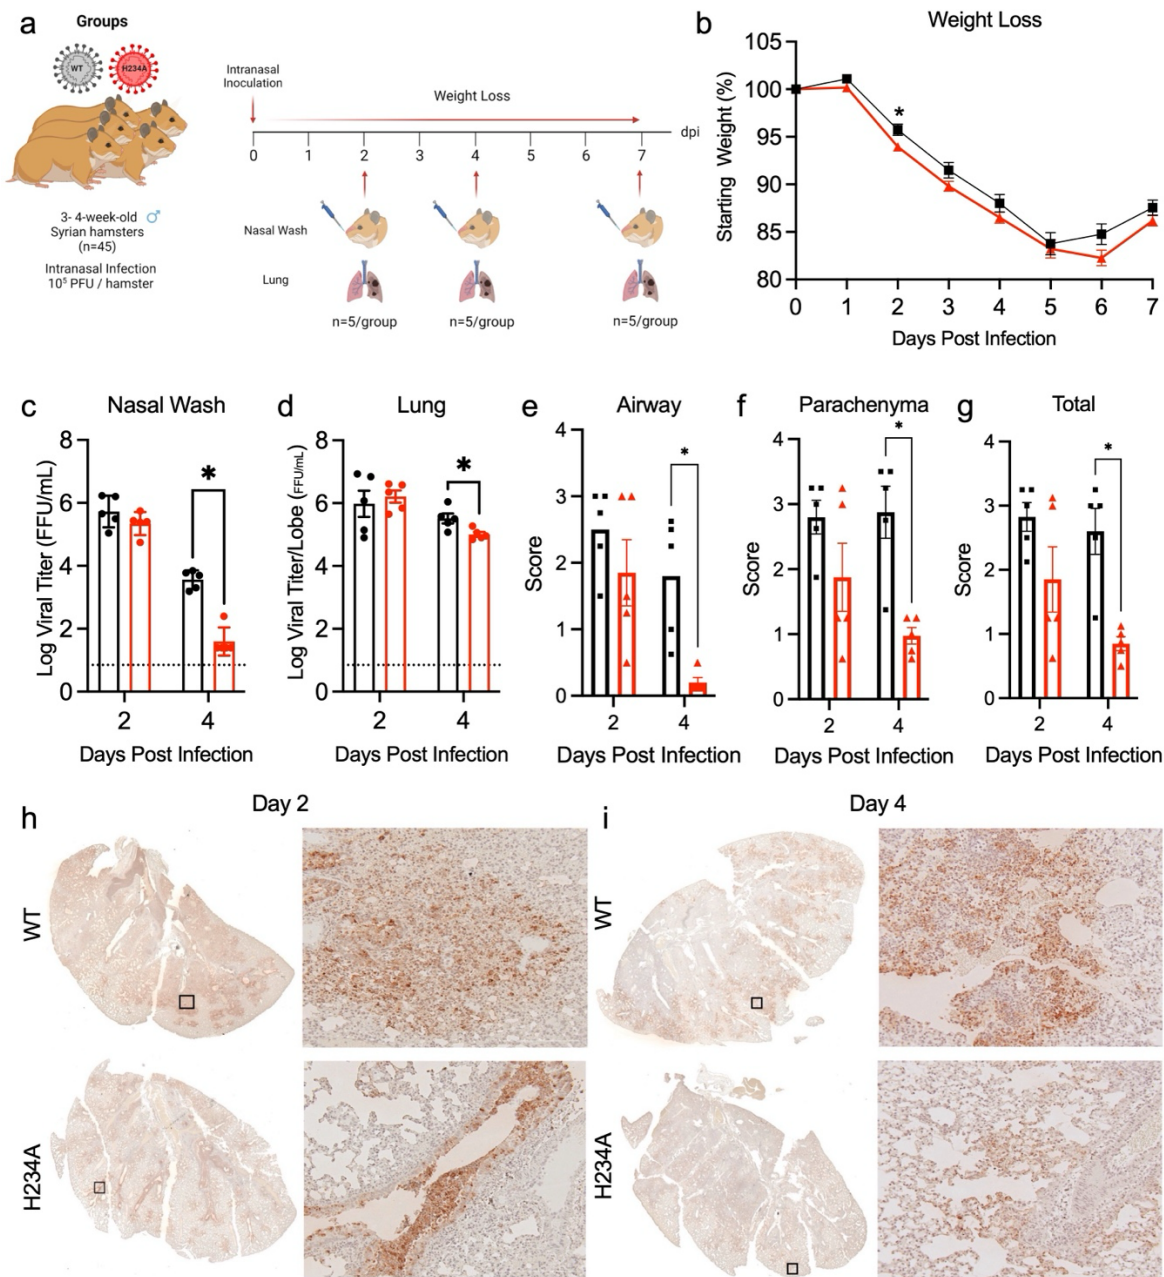 a
Groups
WT
H234A
3- 4-week-old ♂
Syrian hamsters
(n=45)
Intranasal Infection
10⁵ PFU / hamster
Intranasal
Inoculation
Weight Loss
dpi
0 1 2 3 4 5 6 7
Nasal Wash
Lung
n=5/group n=5/group n=5/group
b
Weight Loss
Starting Weight (%)
105
100
95
90
85
80
*
0 1 2 3 4 5 6 7
Days Post Infection
c
Nasal Wash
Log Viral Titer (FFU/mL)
8
6
4
2
0
*
2 4
Days Post Infection
d
Lung
Log Viral Titer/Lobe (FFU/mL)
8
6
4
2
0
*
2 4
Days Post Infection
e
Airway
Score
4
3
2
1
0
*
2 4
Days Post Infection
f
Parachenyma
Score
4
3
2
1
0
*
2 4
Days Post Infection
g
Total
Score
4
3
2
1
0
*
2 4
Days Post Infection
h
Day 2
WT
H234A
i
Day 4
WT
H234A